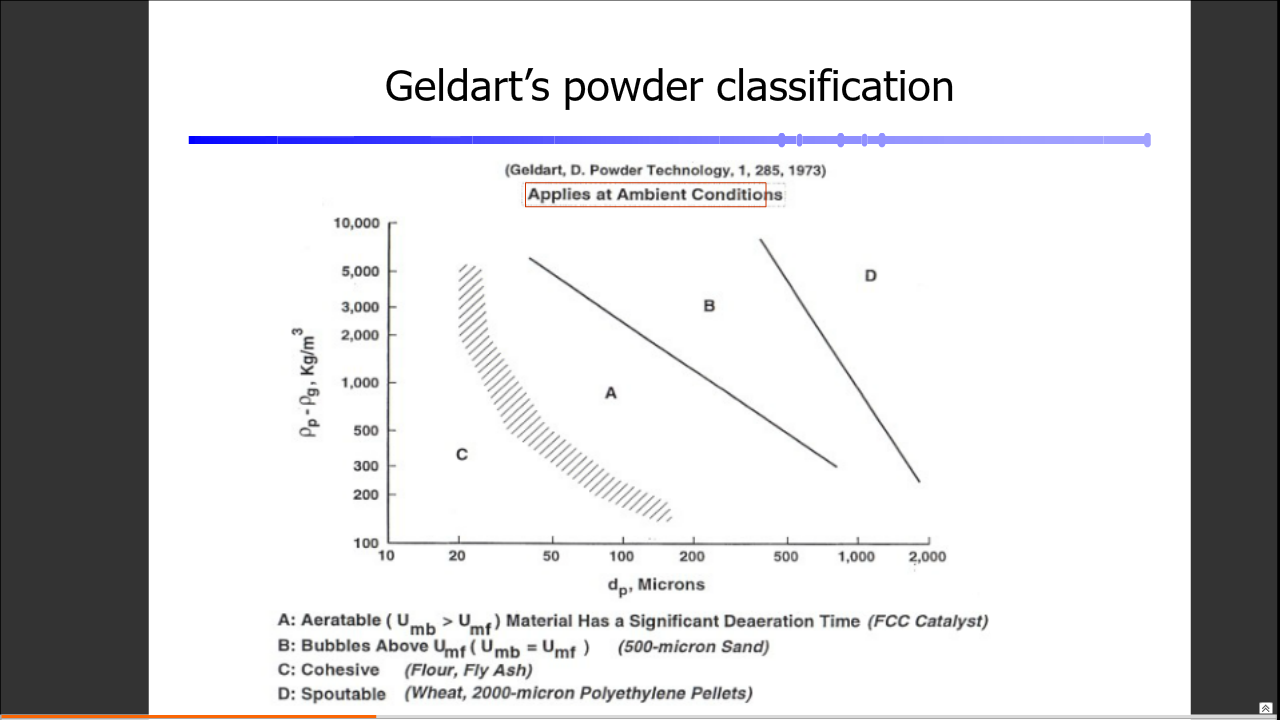 Geldart’s powder classification
(Geldart, D. Powder Technology, 1, 285, 1973)
Applies at Ambient Conditions
10,000
5,000
3,000
2,000
1,000
500
300
200
100
ρp - ρg, Kg/m³
A
B
C
D
10 20 50 100 200 500 1,000 2,000
dp, Microns
A: Aeratable ( Umb > Umf ) Material Has a Significant Deaeration Time (FCC Catalyst)
B: Bubbles Above Umf ( Umb = Umf ) (500-micron Sand)
C: Cohesive (Flour, Fly Ash)
D: Spoutable (Wheat, 2000-micron Polyethylene Pellets)